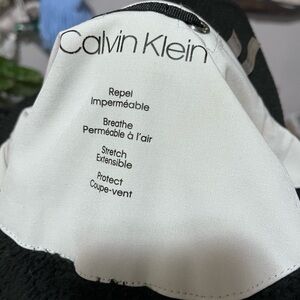 Calvin Klein
Repel
Imperméable
Breathe
Perméable à l'air
Stretch
Extensible
Protect
Coupe-vent